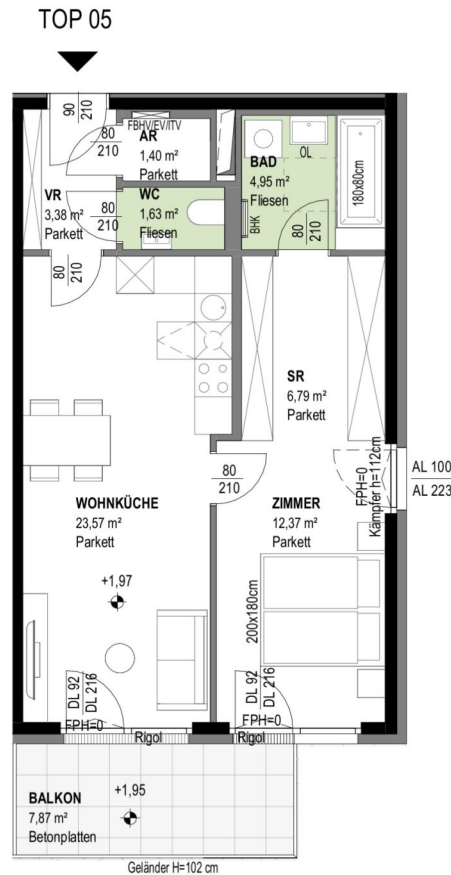 TOP 05
90
210
80
210
FBHV/EV/ITV
AR
1,40 m²
Parkett
VR
3,38 m²
Parkett
80
210
WC
1,63 m²
Fliesen
BAD
4,95 m²
Fliesen
OL
180x80cm
BHK
80
210
80
210
SR
6,79 m²
Parkett
80
210
FPH=0
Kämpfer h=112cm
AL 100
AL 223
WOHNKÜCHE
23,57 m²
Parkett
+1,97
ZIMMER
12,37 m²
Parkett
200x180cm
DL 92
DL 216
FPH=0
Rigol
DL 92
DL 216
FPH=0
Rigol
BALKON
7,87 m²
Betonplatten
+1,95
Geländer H=102 cm